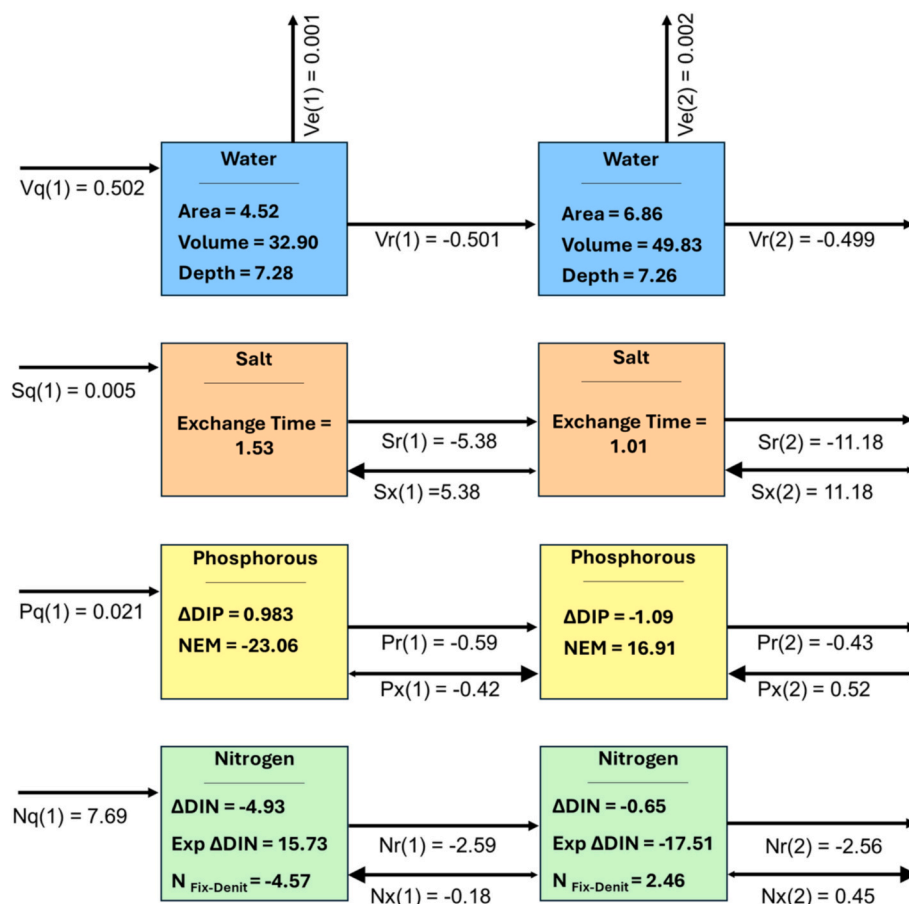 Ve(1) = 0.001
Ve(2) = 0.002
Vq(1) = 0.502
Water
Area = 4.52
Volume = 32.90
Depth = 7.28
Vr(1) = -0.501
Water
Area = 6.86
Volume = 49.83
Depth = 7.26
Vr(2) = -0.499
Sq(1) = 0.005
Salt
Exchange Time =
1.53
Sr(1) = -5.38
Sx(1) =5.38
Salt
Exchange Time =
1.01
Sr(2) = -11.18
Sx(2) = 11.18
Pq(1) = 0.021
Phosphorous
ΔDIP = 0.983
NEM = -23.06
Pr(1) = -0.59
Px(1) = -0.42
Phosphorous
ΔDIP = -1.09
NEM = 16.91
Pr(2) = -0.43
Px(2) = 0.52
Nq(1) = 7.69
Nitrogen
ΔDIN = -4.93
Exp ΔDIN = 15.73
N Fix-Denit = -4.57
Nr(1) = -2.59
Nx(1) = -0.18
Nitrogen
ΔDIN = -0.65
Exp ΔDIN = -17.51
N Fix-Denit = 2.46
Nr(2) = -2.56
Nx(2) = 0.45